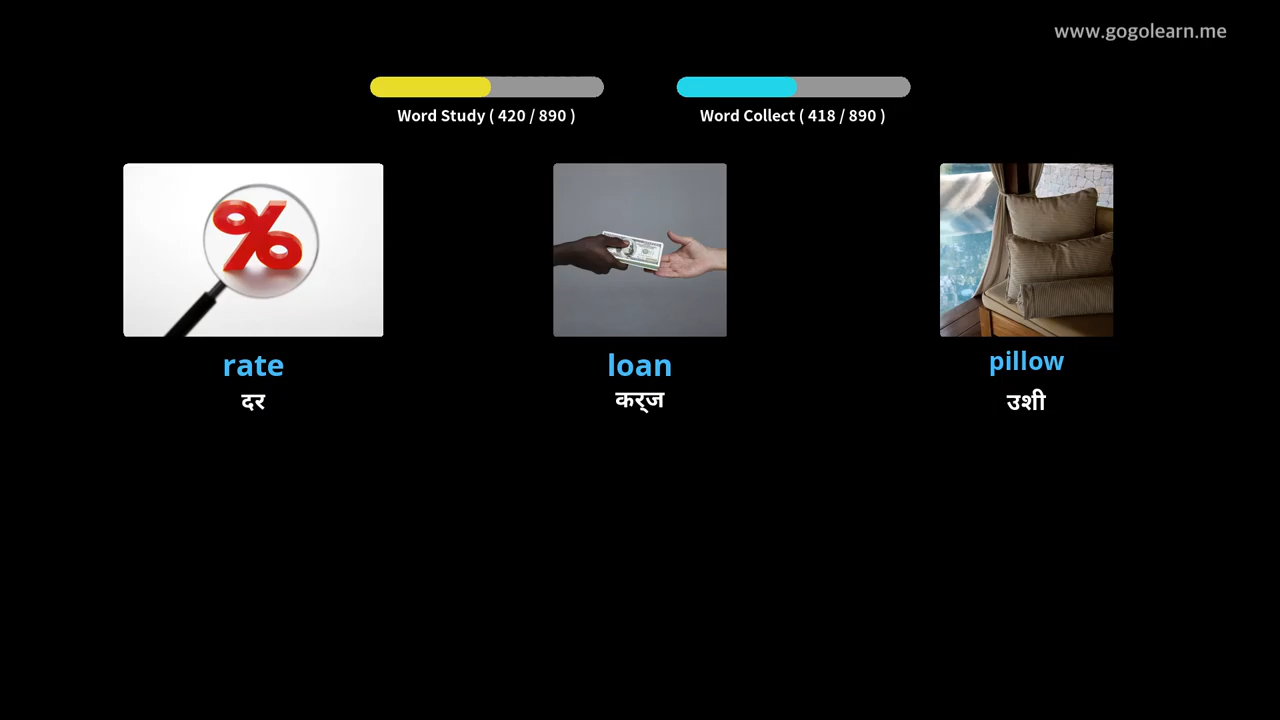 www.gogolearn.me
Word Study ( 420 / 890 )
Word Collect ( 418 / 890 )
%
rate
loan
pillow
दर
कर्ज
उशी